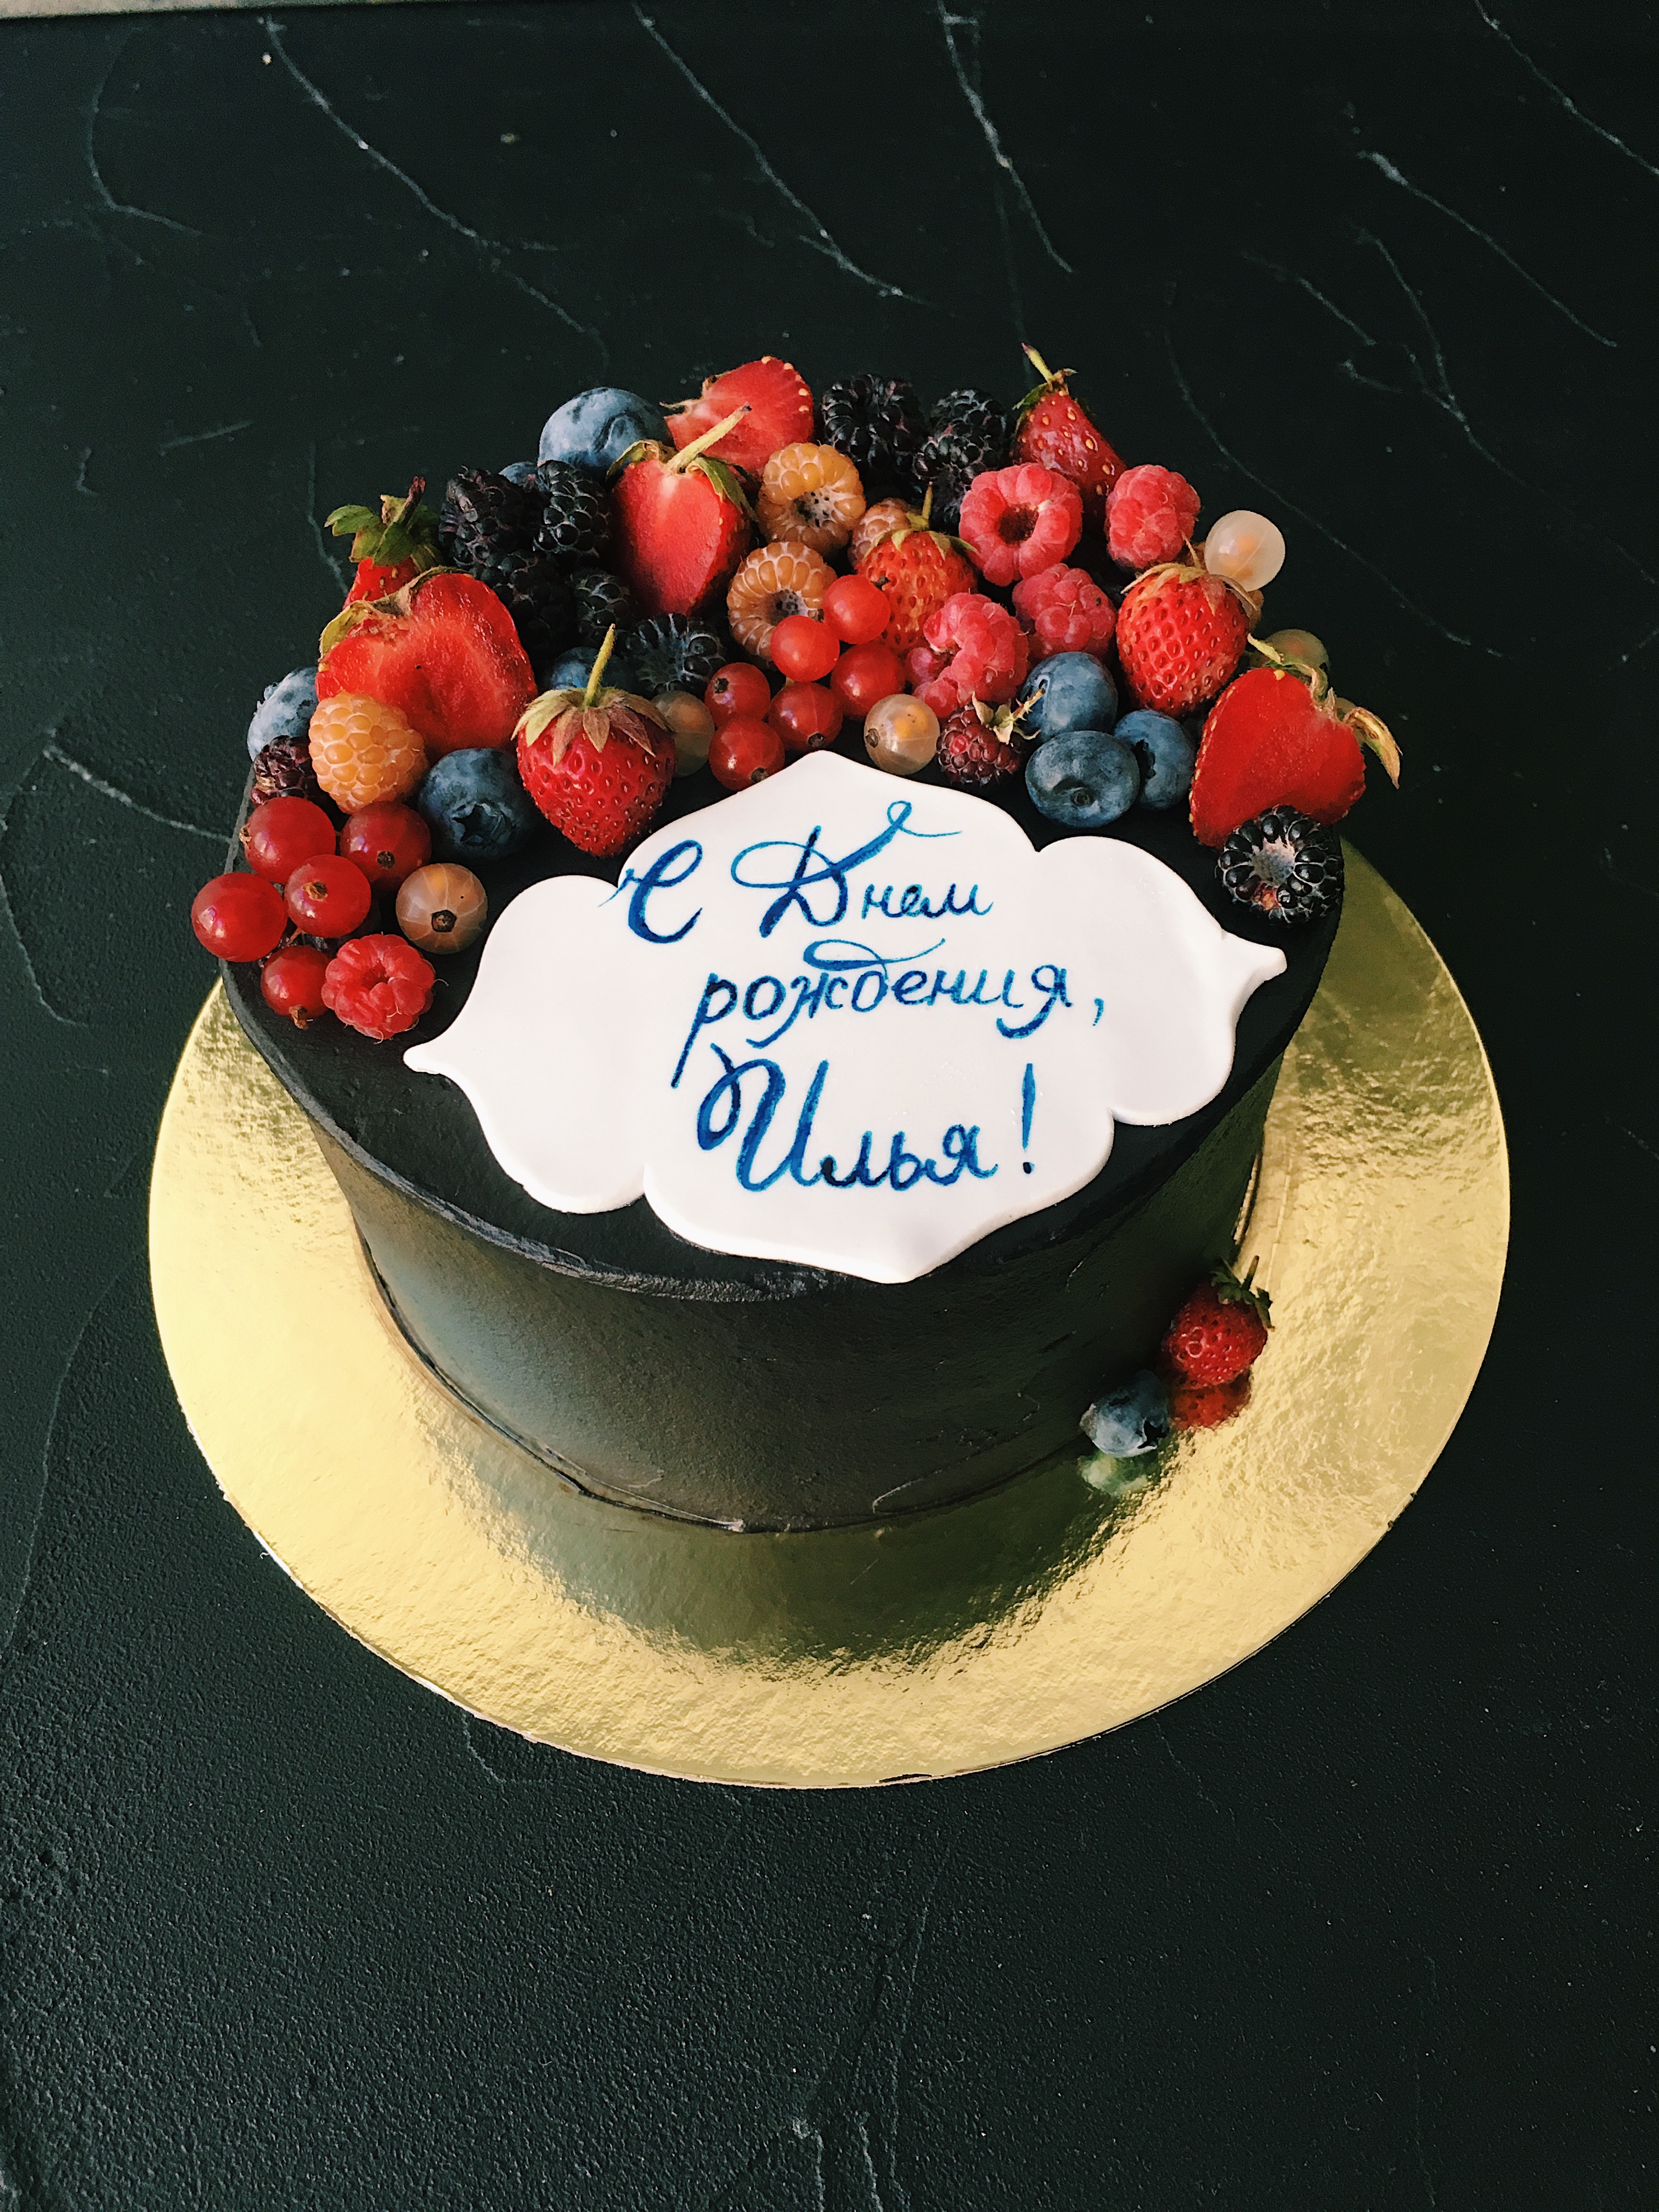 С Днем
рождения,
Илья!